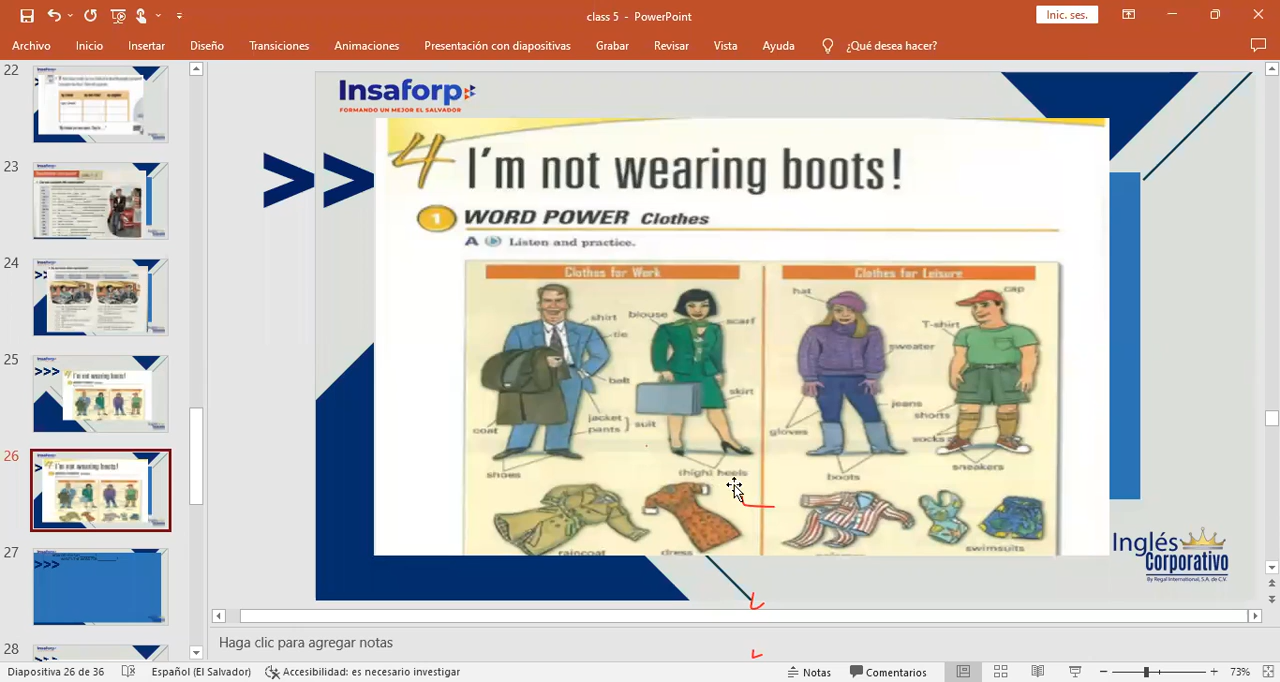 class 5 - PowerPoint
Inic. ses.
Archivo Inicio Insertar Diseño Transiciones Animaciones Presentación con diapositivas Grabar Revisar Vista Ayuda ¿Qué desea hacer?
22
23
24
25
26
27
28
Insaforp
FORMANDO UN MEJOR EL SALVADOR
>>
4 I'm not wearing boots!
1 WORD POWER Clothes
A Listen and practice.
Clothes for Work Clothes for Leisure
hat cap
shirt blouse scarf T-shirt
tie sweater
belt skirt
jacket jeans
pants suit shorts
coat gloves socks
shoes (high) heels boots sneakers
raincoat dress swimsuits
Inglés
Corporativo
By Regal International, S.A. de C.V.
Haga clic para agregar notas
Diapositiva 26 de 36 Español (El Salvador) Accesibilidad: es necesario investigar Notas Comentarios 73%